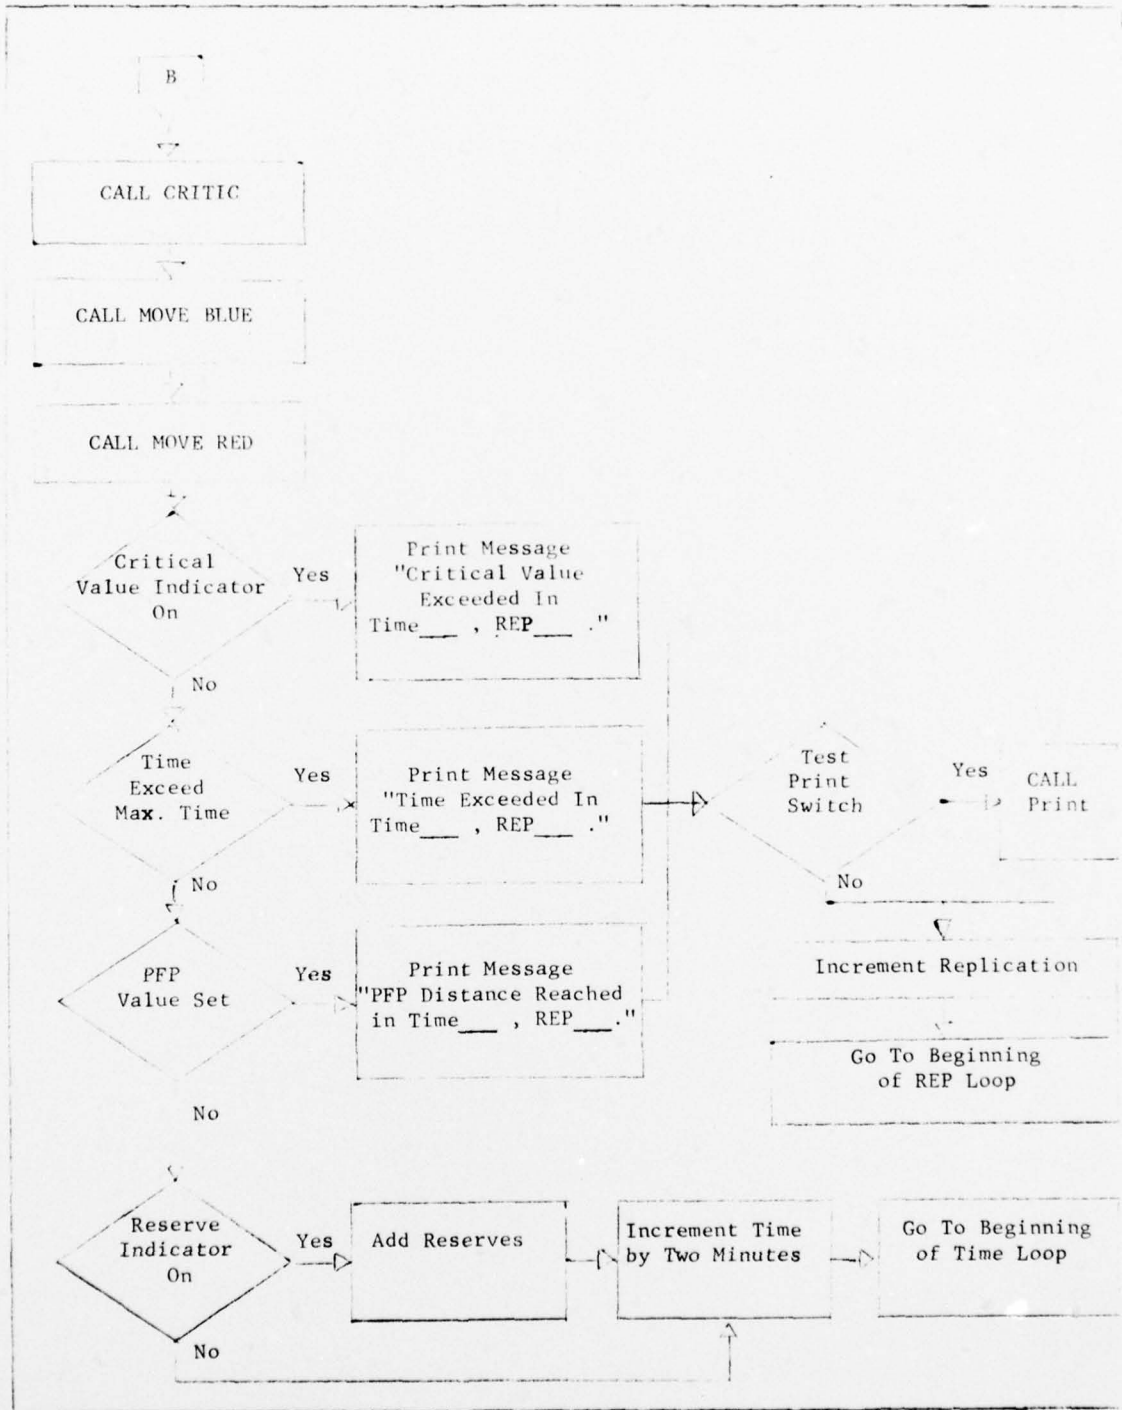 B
CALL CRITIC
CALL MOVE BLUE
CALL MOVE RED
Critical
Value Indicator
On
Yes
No
Print Message
"Critical Value
Exceeded In
Time___ , REP___ ."
Time
Exceed
Max. Time
Yes
No
Print Message
"Time Exceeded In
Time___ , REP___ ."
Test
Print
Switch
Yes
No
CALL
Print
PFP
Value Set
Yes
No
Print Message
"PFP Distance Reached
in Time___ , REP___."
Increment Replication
Go To Beginning
of REP Loop
Reserve
Indicator
On
Yes
No
Add Reserves
Increment Time
by Two Minutes
Go To Beginning
of Time Loop